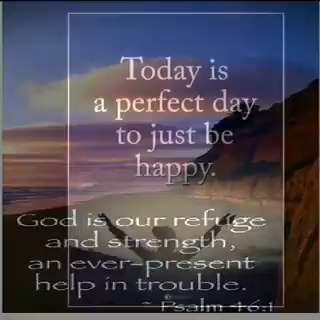 Today is
a perfect day
to just be
happy.
God is our refuge
and strength,
an ever-present
help in trouble.
~ Psalm 46:1